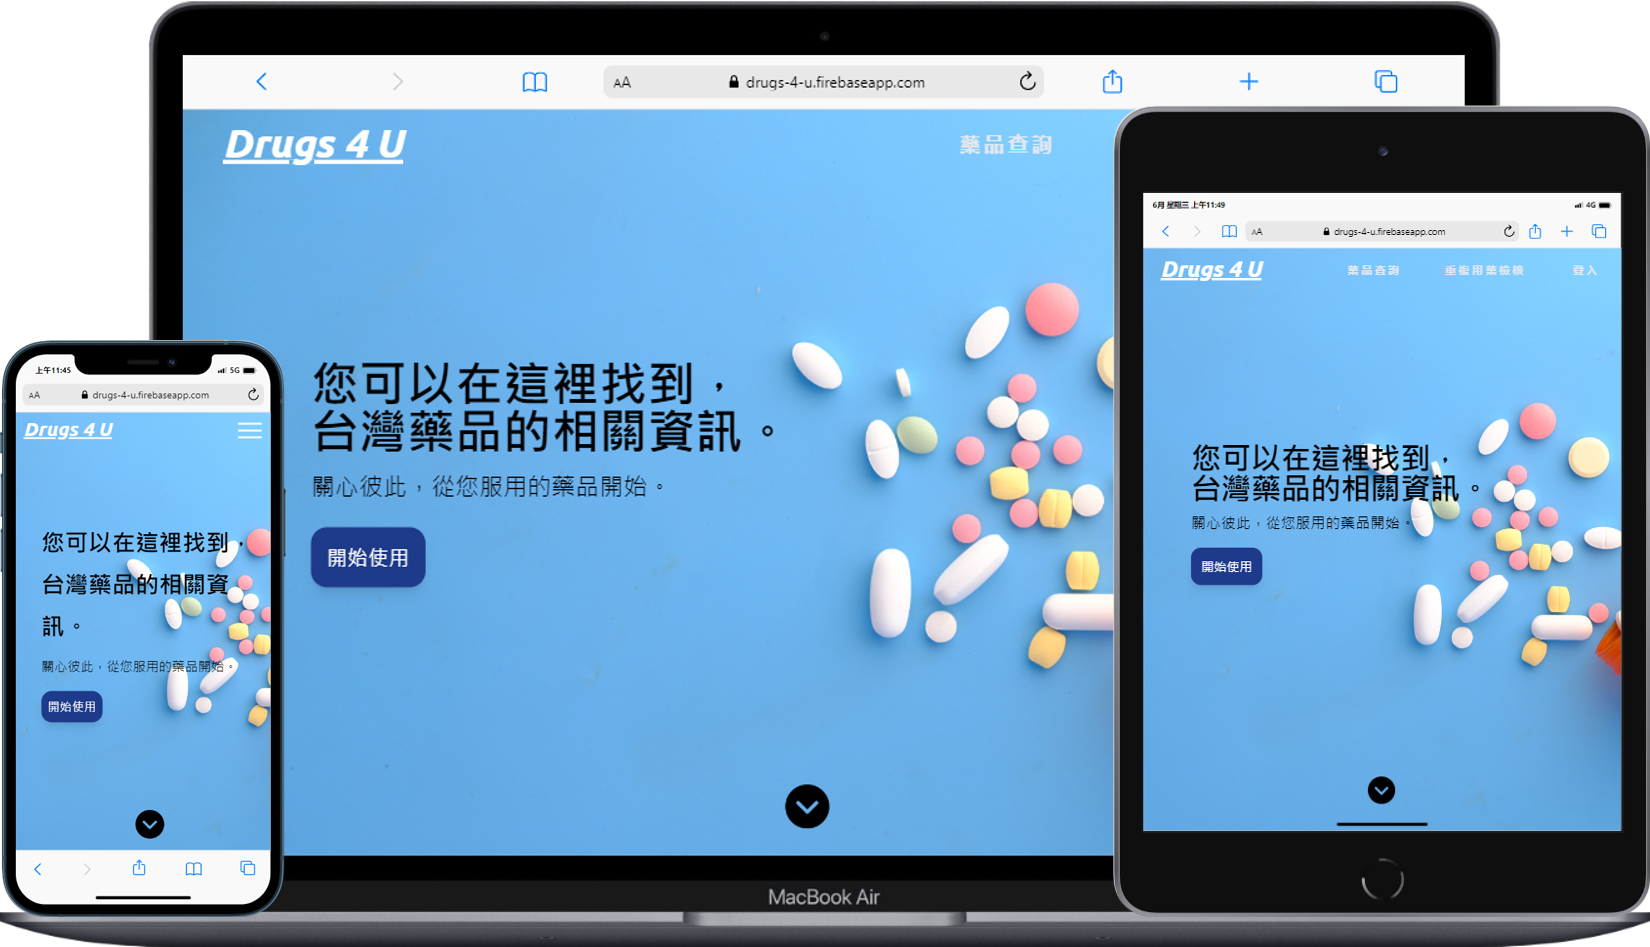 AA drugs-4-u.firebaseapp.com
Drugs 4 U
藥品查詢
您可以在這裡找到，
台灣藥品的相關資訊。
關心彼此，從您服用的藥品開始。
開始使用
MacBook Air
6月 星期三 上午11:49
4G
AA drugs-4-u.firebaseapp.com
Drugs 4 U
藥品查詢 重複用藥檢核 登入
您可以在這裡找到，
台灣藥品的相關資訊。
關心彼此，從您服用的藥品開始。
開始使用
上午11:45
5G
AA drugs-4-u.firebaseapp.com
Drugs 4 U
您可以在這裡找到，
台灣藥品的相關資
訊。
關心彼此，從您服用的藥品開始。
開始使用